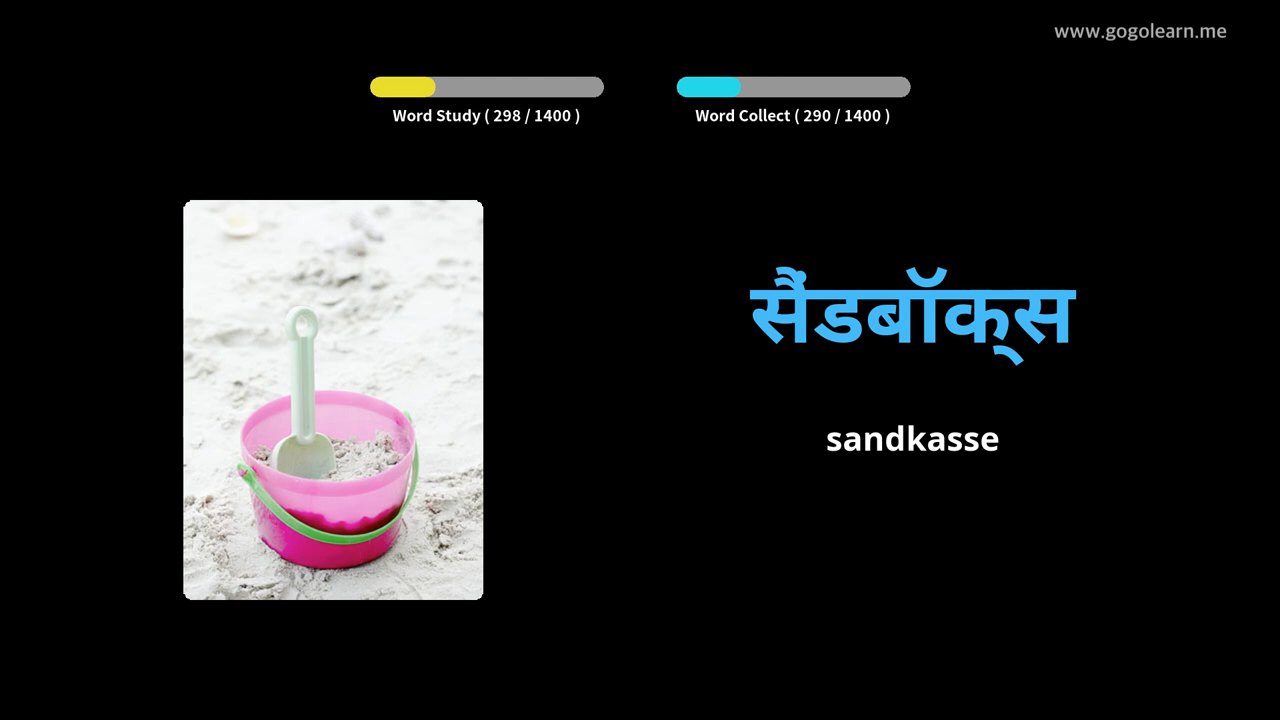 www.gogolearn.me
Word Study ( 298 / 1400 )
Word Collect ( 290 / 1400 )
सैंडबॉक्स
sandkasse